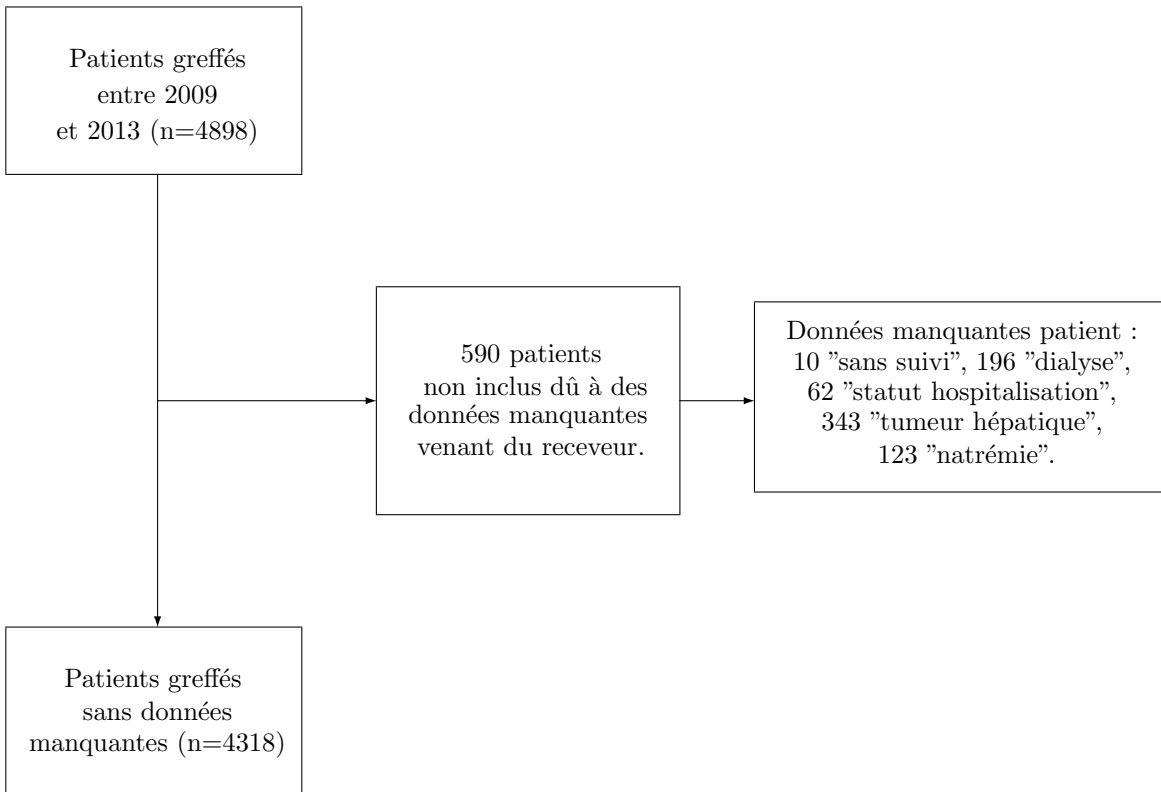 Patients greffés
entre 2009
et 2013 (n=4898)
590 patients
non inclus dû à des
données manquantes
venant du receveur.
Données manquantes patient :
10 ”sans suivi”, 196 ”dialyse”,
62 ”statut hospitalisation”,
343 ”tumeur hépatique”,
123 ”natrémie”.
Patients greffés
sans données
manquantes (n=4318)